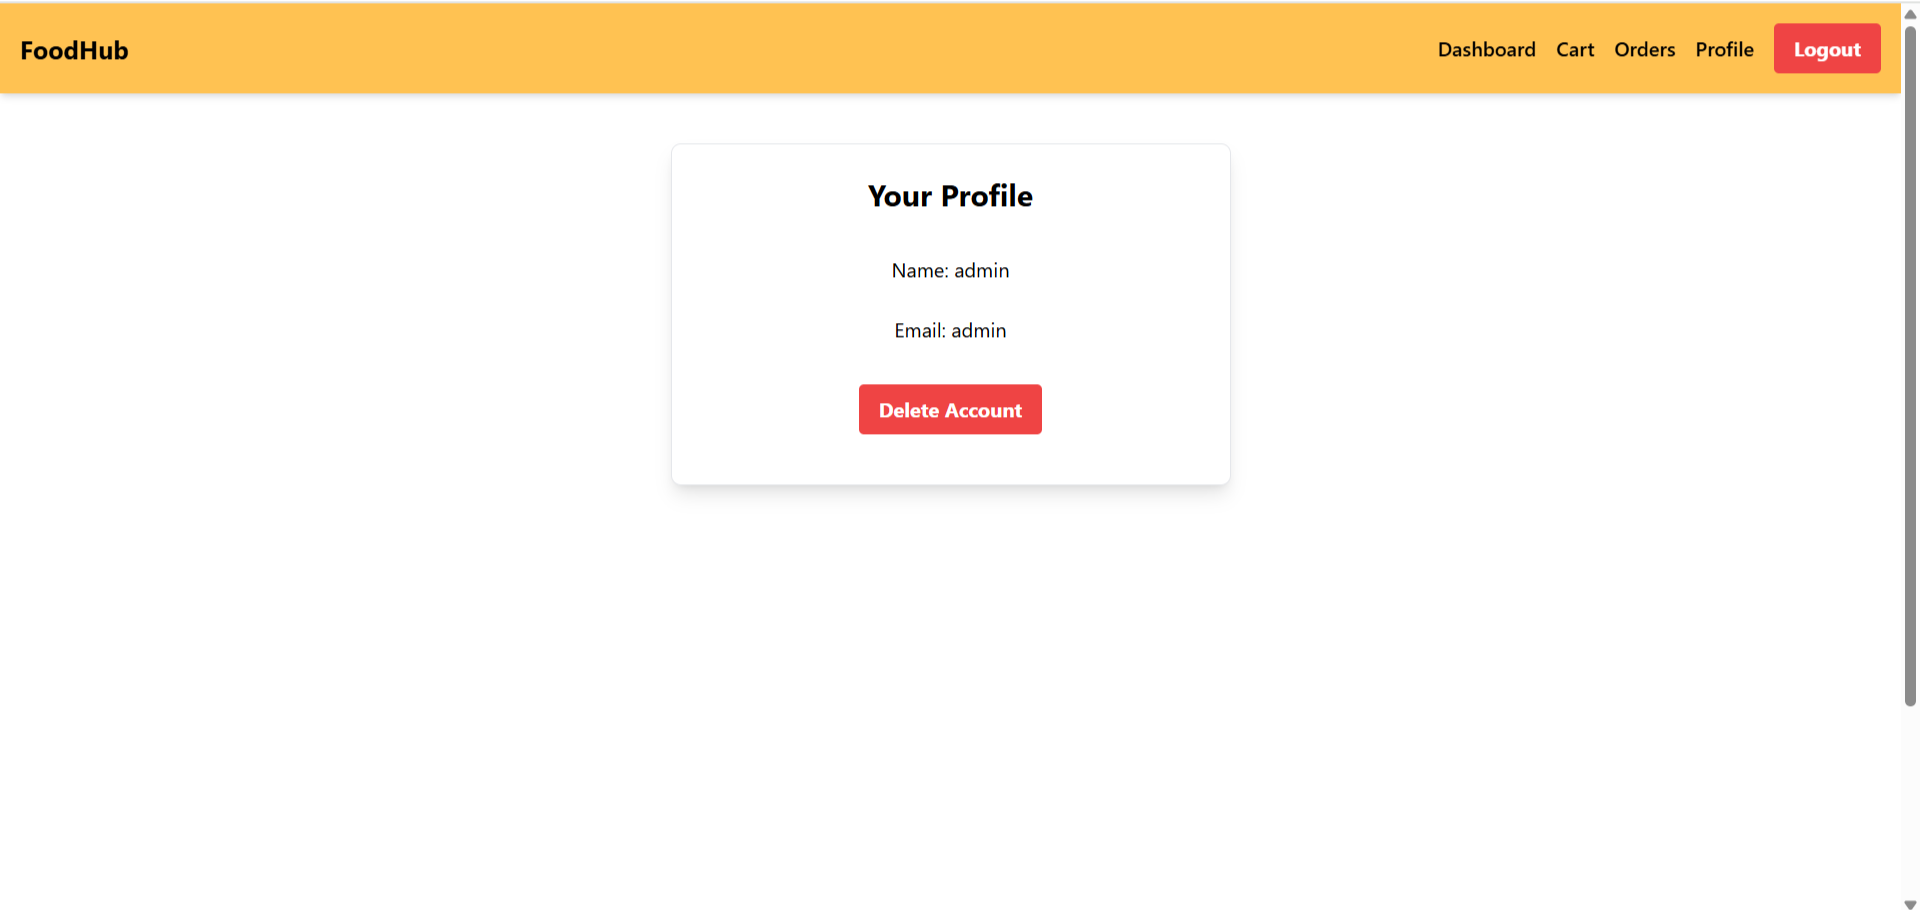 FoodHub
Dashboard Cart Orders Profile Logout
Your Profile
Name: admin
Email: admin
Delete Account